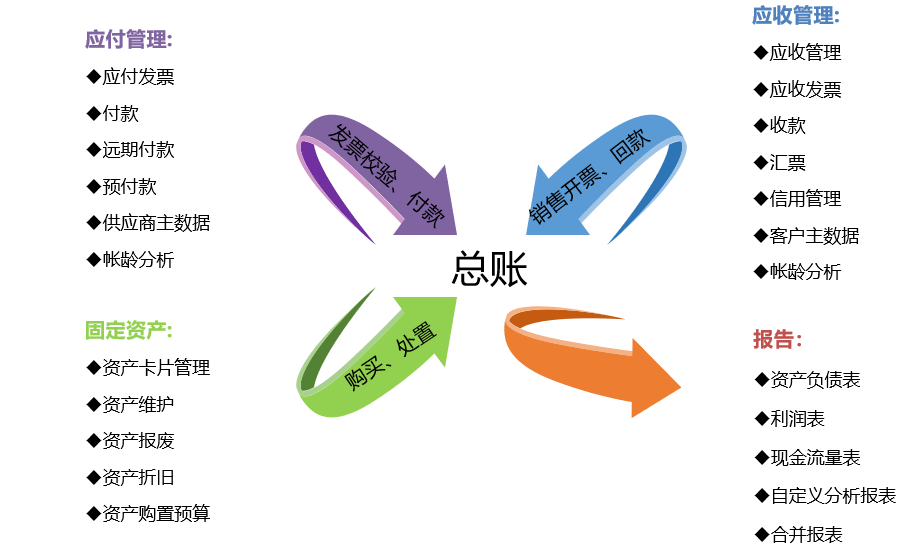 应付管理:
◆应付发票
◆付款
◆远期付款
◆预付款
◆供应商主数据
◆帐龄分析
应收管理:
◆应收管理
◆应收发票
◆收款
◆汇票
◆信用管理
◆客户主数据
◆帐龄分析
发票校验、付款
销售开票、回款
总账
购买、处置
固定资产:
◆资产卡片管理
◆资产维护
◆资产报废
◆资产折旧
◆资产购置预算
报告:
◆资产负债表
◆利润表
◆现金流量表
◆自定义分析报表
◆合并报表